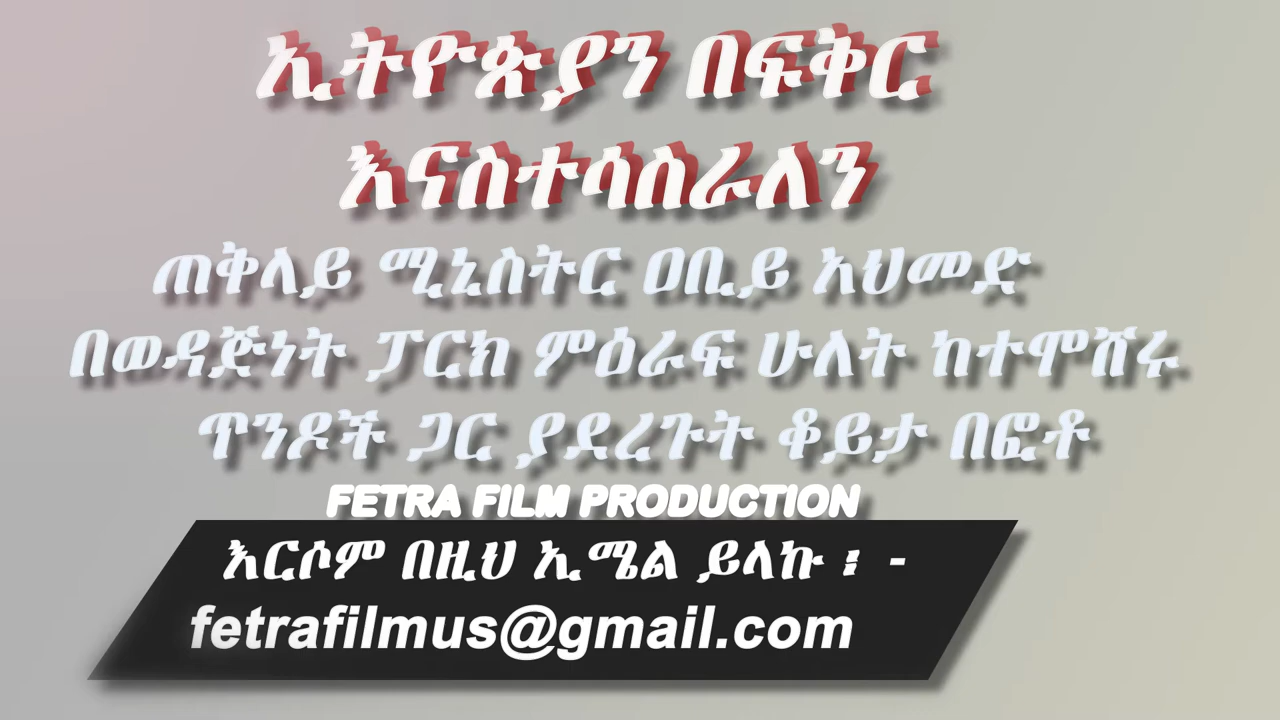 ኢትዮጵያን በፍቅር
እናስተሳስራለን
ጠቅላይ ሚኒስትር ዐቢይ አህመድ
በወዳጅነት ፓርክ ምዕራፍ ሁለት ከተሞሸሩ
ጥንዶች ጋር ያደረጉት ቆይታ በፎቶ
FETRA FILM PRODUCTION
እርሶም በዚህ ኢሜል ይላኩ ፥ -
fetrafilmus@gmail.com